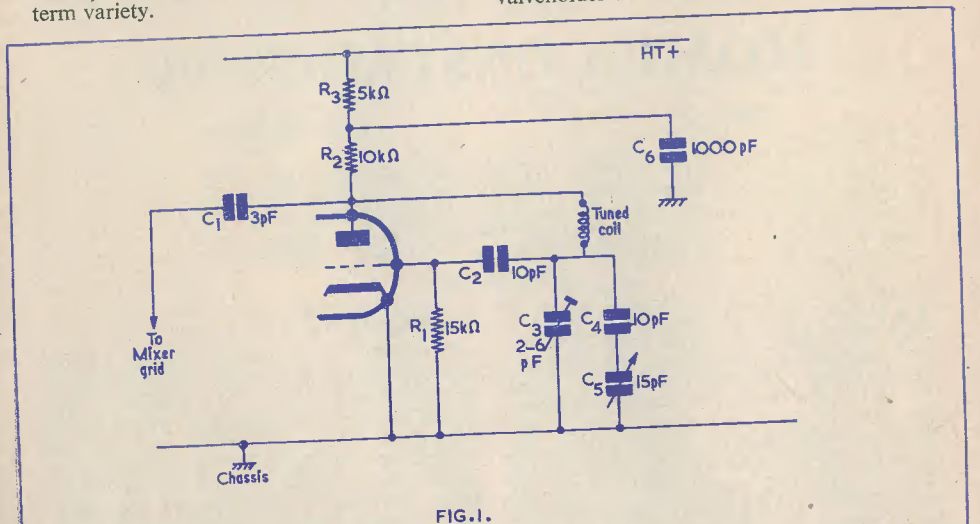 term variety.
HT+
R3 5kΩ
R2 10kΩ
C6 1000pF
C1 3pF
Tuned
coil
C2 10pF
R1 15kΩ
C3
2-6
pF
C4 10pF
C5 15pF
To
Mixer
grid
Chassis
FIG.1.